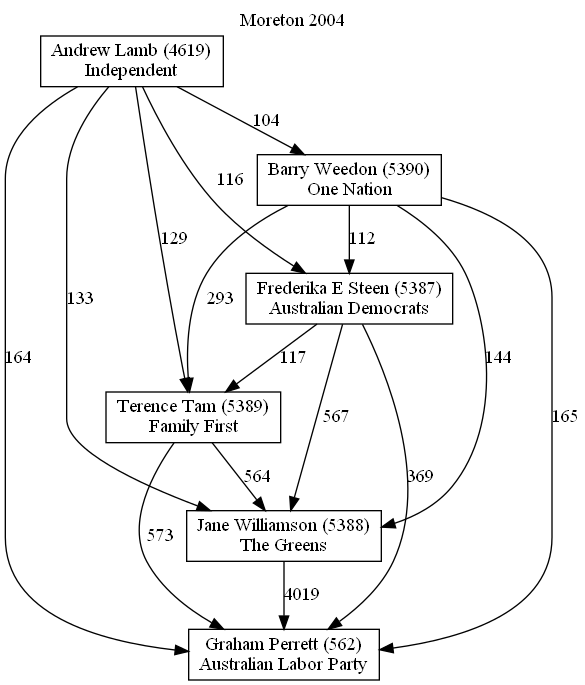 Moreton 2004
Andrew Lamb (4619)
Independent
104
Barry Weedon (5390)
One Nation
116
129
112
293
133
Frederika E Steen (5387)
Australian Democrats
164
117
144
Terence Tam (5389)
Family First
567
165
564
369
573
Jane Williamson (5388)
The Greens
4019
Graham Perrett (562)
Australian Labor Party